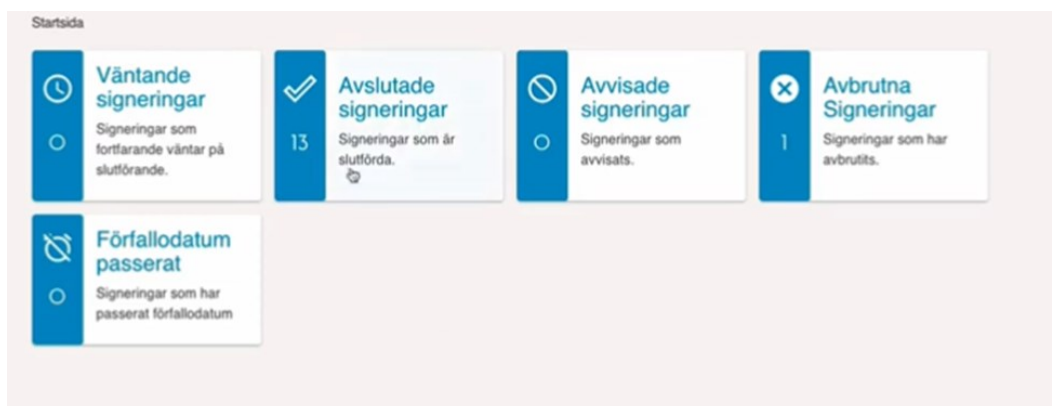 Startsida
Väntande
signeringar
0
Signeringar som
fortfarande väntar på
slutförande.
Avslutade
signeringar
13
Signeringar som är
slutförda.
Avvisade
signeringar
0
Signeringar som
avvisats.
Avbrutna
Signeringar
1
Signeringar som har
avbrutits.
Förfallodatum
passerat
0
Signeringar som har
passerat förfallodatum